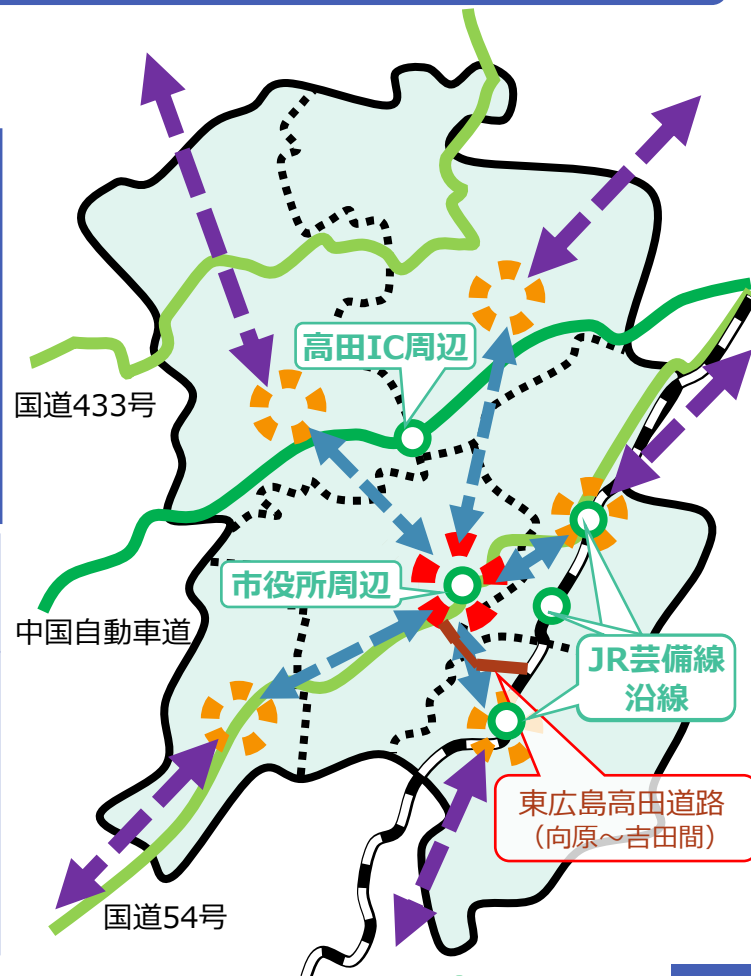 高田IC周辺
国道433号
市役所周辺
中国自動車道
JR芸備線
沿線
東広島高田道路
（向原～吉田間）
国道54号